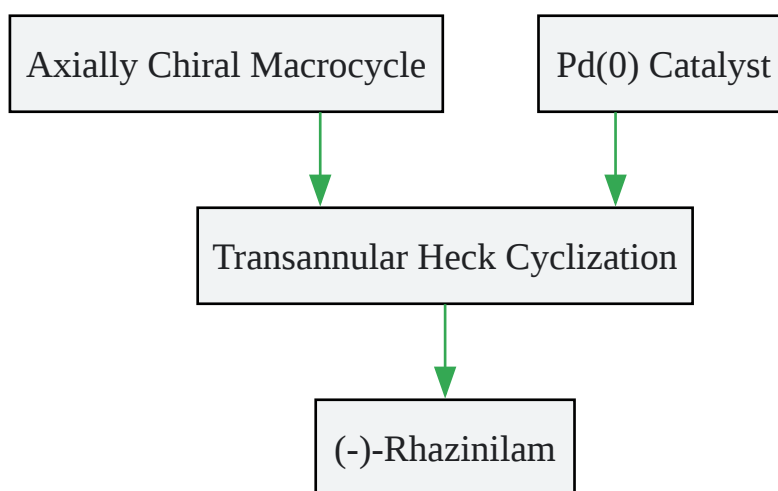 Axially Chiral Macrocycle
Pd(0) Catalyst
Transannular Heck Cyclization
(-)-Rhazinilam